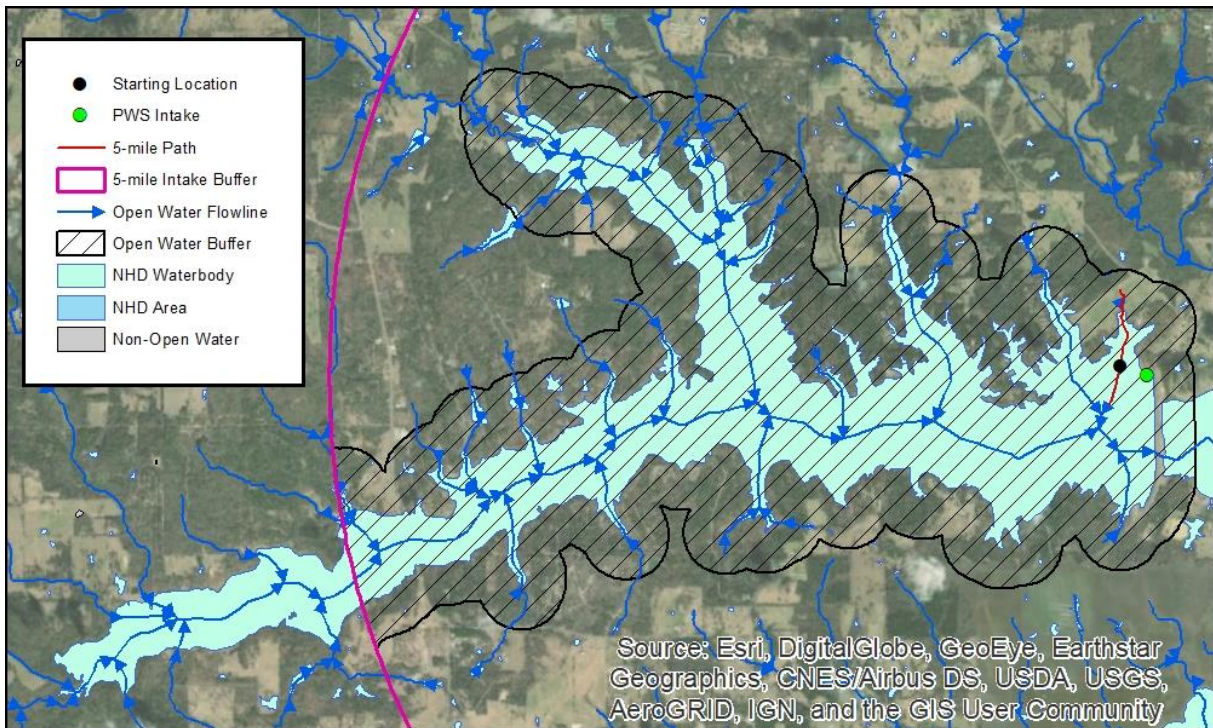 Starting Location
PWS Intake
5-mile Path
5-mile Intake Buffer
Open Water Flowline
Open Water Buffer
NHD Waterbody
NHD Area
Non-Open Water
Source: Esri, DigitalGlobe, GeoEye, Earthstar
Geographics, CNES/Airbus DS, USDA, USGS,
AeroGRID, IGN, and the GIS User Community